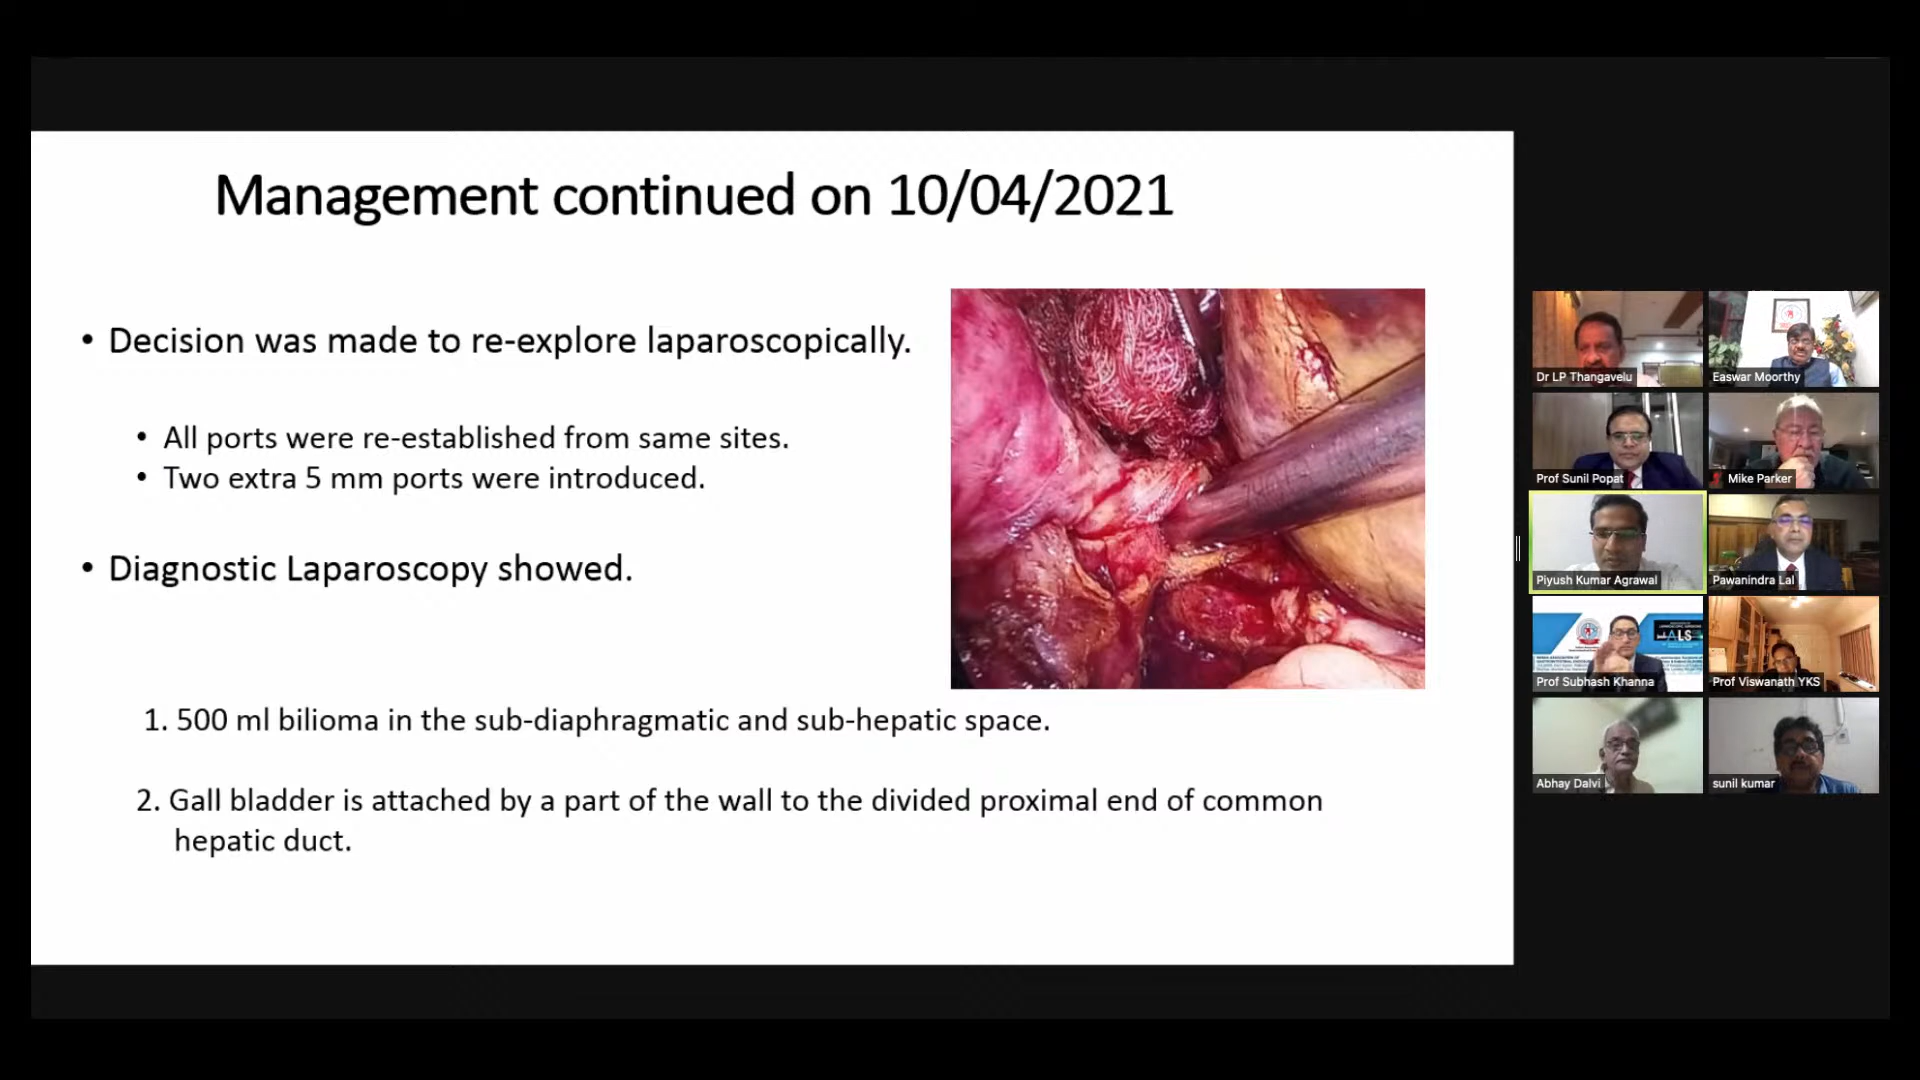 Management continued on 10/04/2021
• Decision was made to re-explore laparoscopically.
• All ports were re-established from same sites.
• Two extra 5 mm ports were introduced.
• Diagnostic Laparoscopy showed.
1. 500 ml bilioma in the sub-diaphragmatic and sub-hepatic space.
2. Gall bladder is attached by a part of the wall to the divided proximal end of common
hepatic duct.
Dr LP Thangavelu
Easwar Moorthy
Prof Sunil Popat
Mike Parker
Piyush Kumar Agrawal
Pawanindra Lal
ALS
Prof Subhash Khanna
Prof Viswanath YKS
Abhay Dalvi
sunil kumar